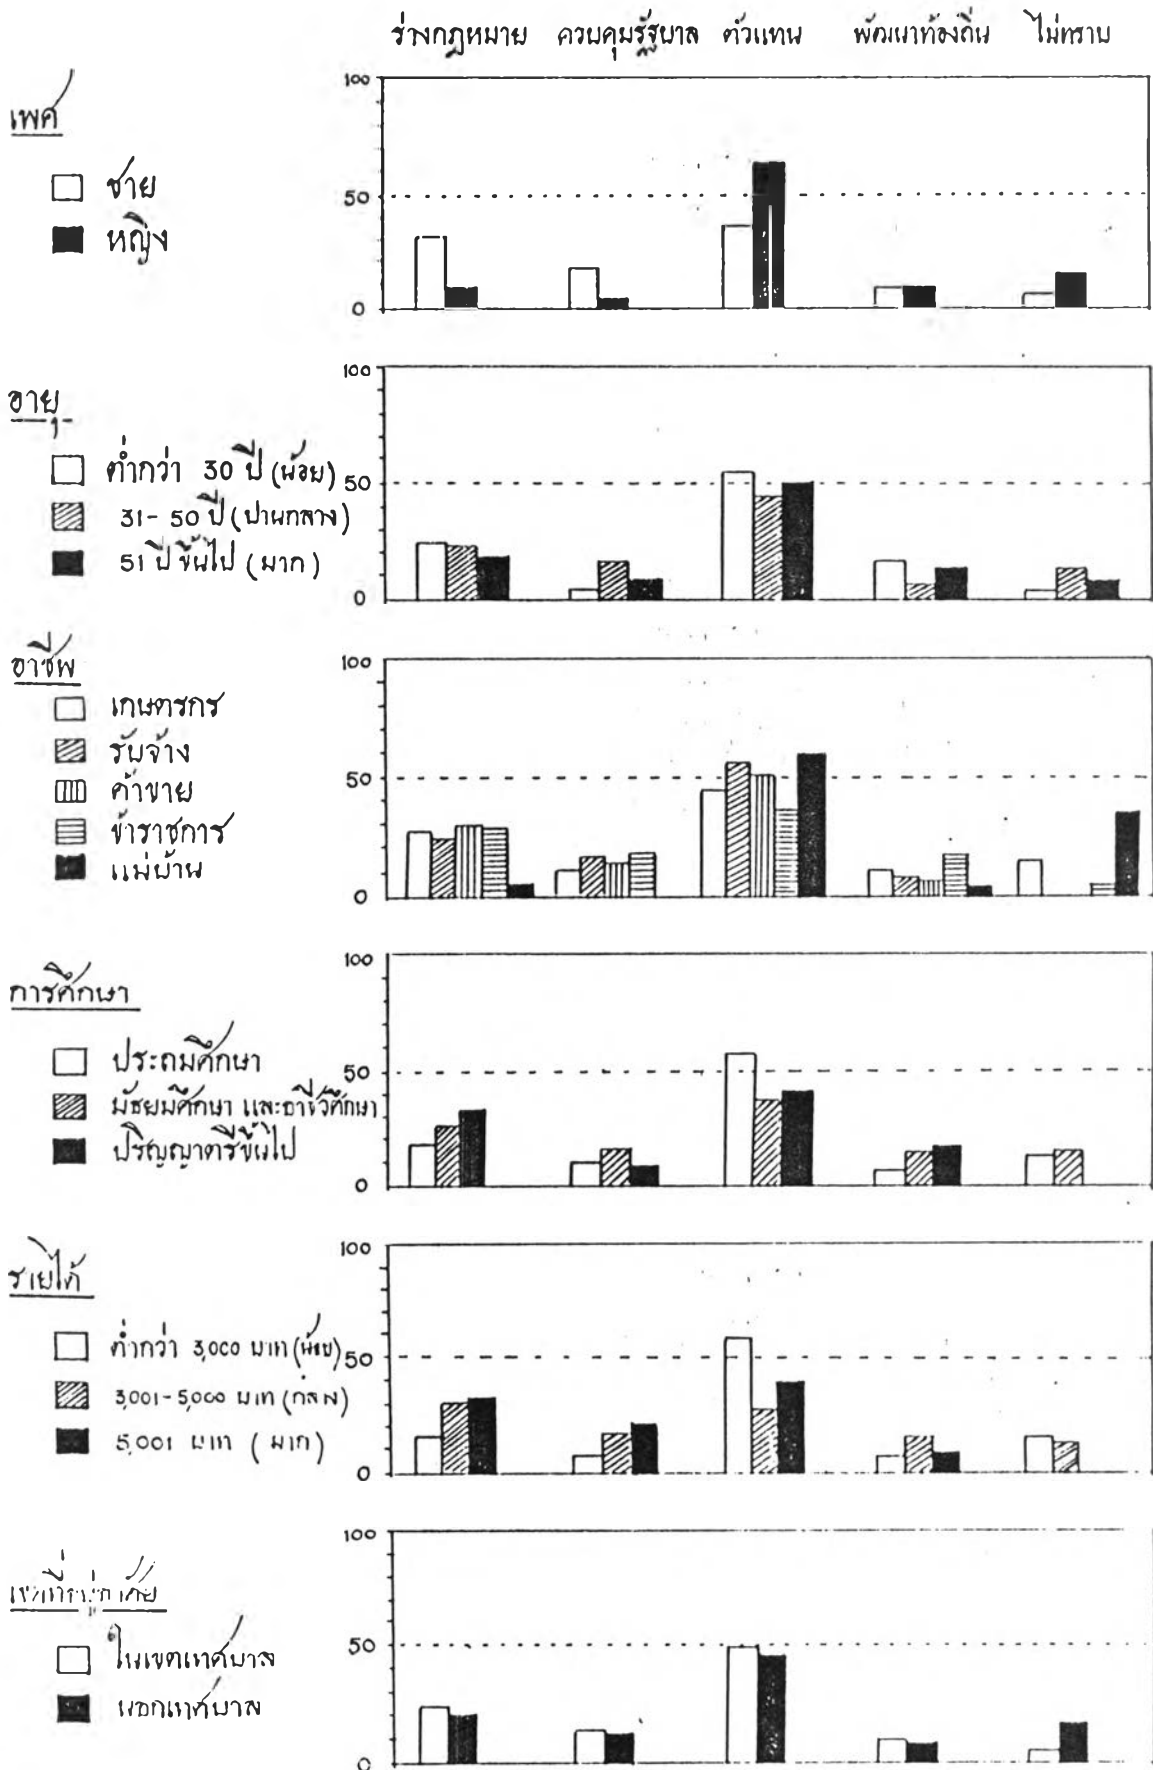 ร่างกฎหมาย ควบคุมรัฐบาล ตัวแทน พัฒนาท้องถิ่น ไม่ทราบ
เพศ
ชาย
หญิง
100
50
0
อายุ
ต่ำกว่า 30 ปี (น้อย)
31-50 ปี (ปานกลาง)
51 ปี ขึ้นไป (มาก)
100
50
0
อาชีพ
เกษตรกร
รับจ้าง
ค้าขาย
ข้าราชการ
แม่บ้าน
100
50
0
การศึกษา
ประถมศึกษา
มัธยมศึกษา และอาชีวศึกษา
ปริญญาตรีขึ้นไป
100
50
0
รายได้
ต่ำกว่า 3,000 บาท (น้อย)
3,001-5,000 บาท (กลาง)
5,001 บาท (มาก)
100
50
0
เขตที่อยู่อาศัย
ในเขตเทศบาล
นอกเทศบาล
100
50
0